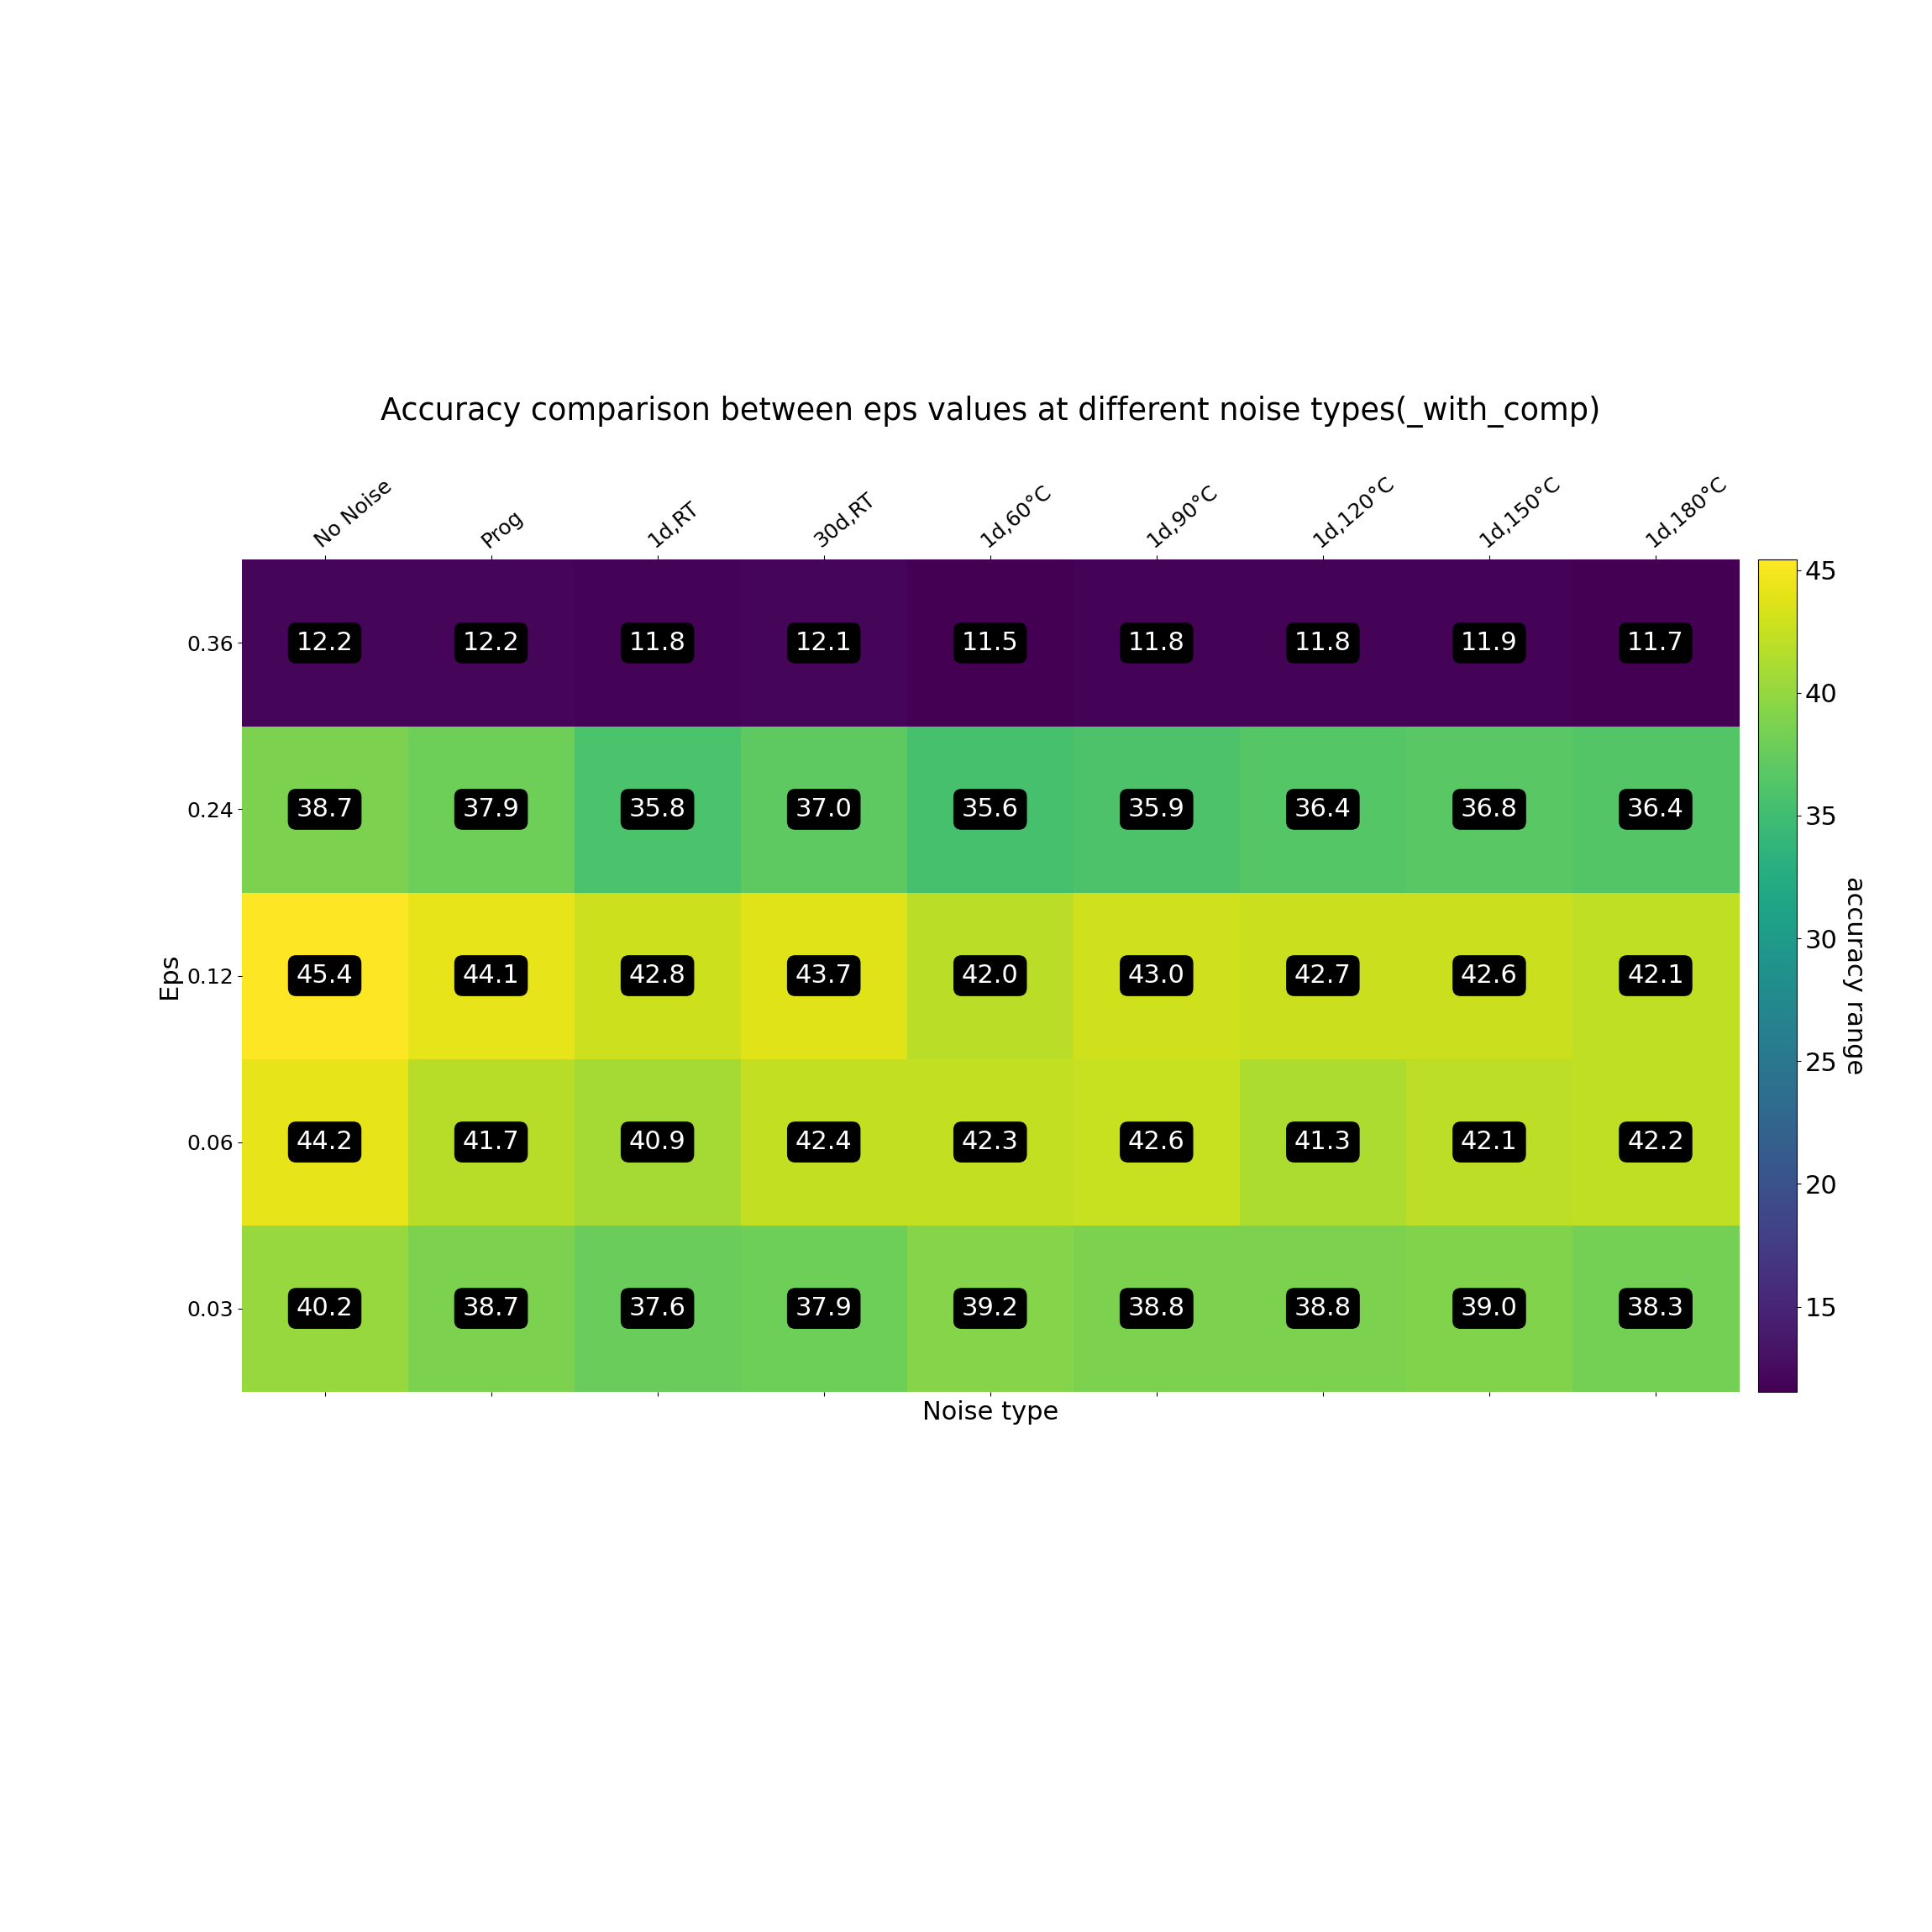 Accuracy comparison between eps values at different noise types(_with_comp)
No Noise Prog 1d,RT 30d,RT 1d,60°C 1d,90°C 1d,120°C 1d,150°C 1d,180°C
0.36 12.2 12.2 11.8 12.1 11.5 11.8 11.8 11.9 11.7
0.24 38.7 37.9 35.8 37.0 35.6 35.9 36.4 36.8 36.4
Eps
0.12 45.4 44.1 42.8 43.7 42.0 43.0 42.7 42.6 42.1
0.06 44.2 41.7 40.9 42.4 42.3 42.6 41.3 42.1 42.2
0.03 40.2 38.7 37.6 37.9 39.2 38.8 38.8 39.0 38.3
Noise type
45
40
35
30
25
20
15
accuracy range